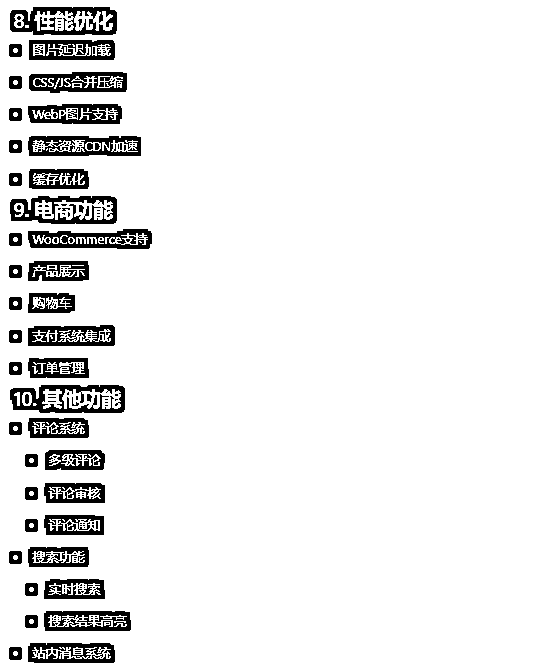 8. 性能优化
• 图片延迟加载
• CSS/JS合并压缩
• WebP图片支持
• 静态资源CDN加速
• 缓存优化
9. 电商功能
• WooCommerce支持
• 产品展示
• 购物车
• 支付系统集成
• 订单管理
10. 其他功能
• 评论系统
• 多级评论
• 评论审核
• 评论通知
• 搜索功能
• 实时搜索
• 搜索结果高亮
• 站内消息系统